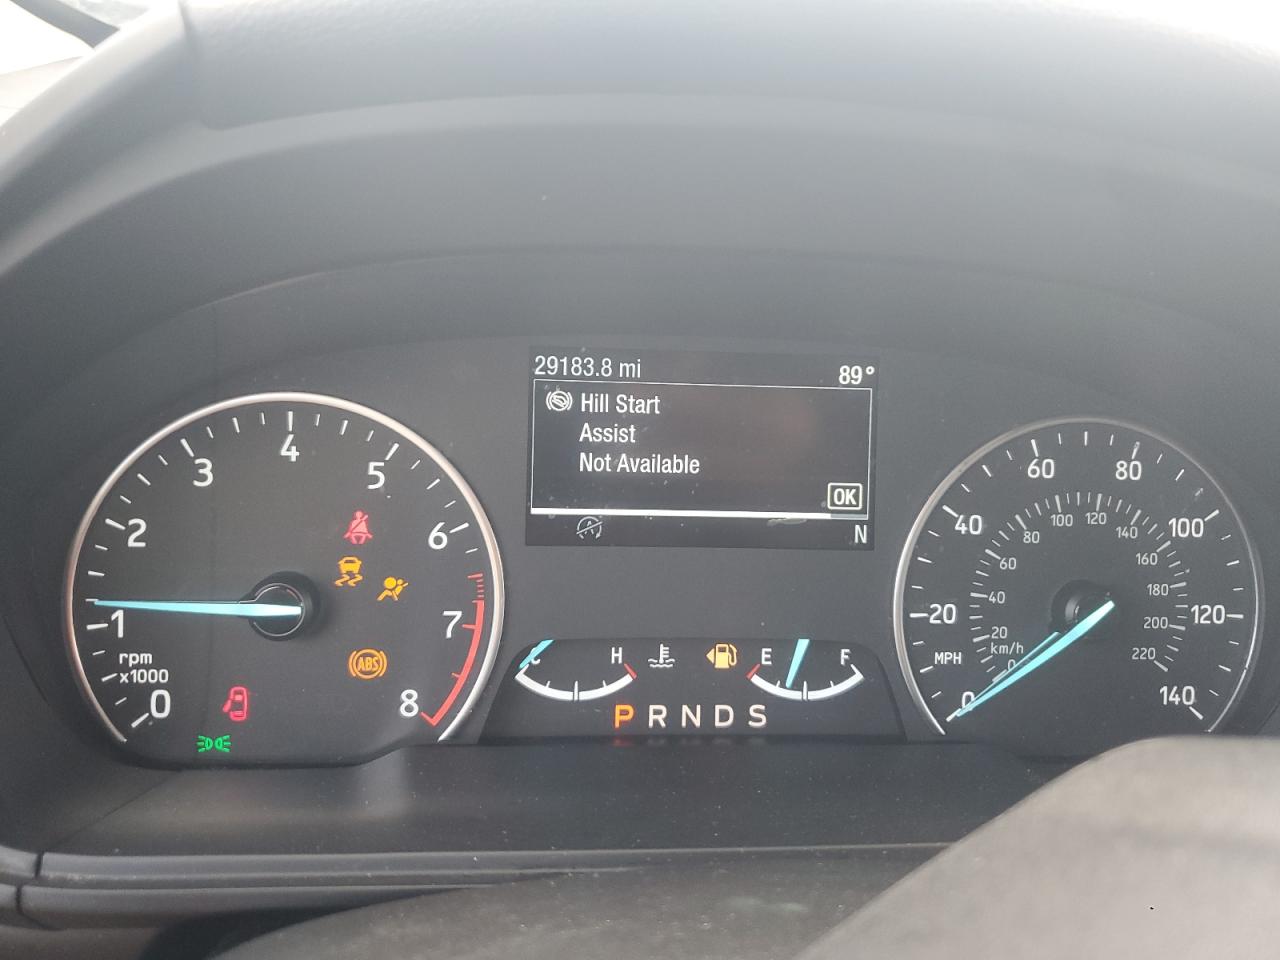 29183.8 mi 89°
Hill Start
Assist
Not Available
OK
N
0 1 2 3 4 5 6 7 8
rpm
x1000
ABS
C H E F
P R N D S
0 20 40 60 80 100 120 140
MPH
0 20 40 60 80 100 120 140 160 180 200 220
km/h